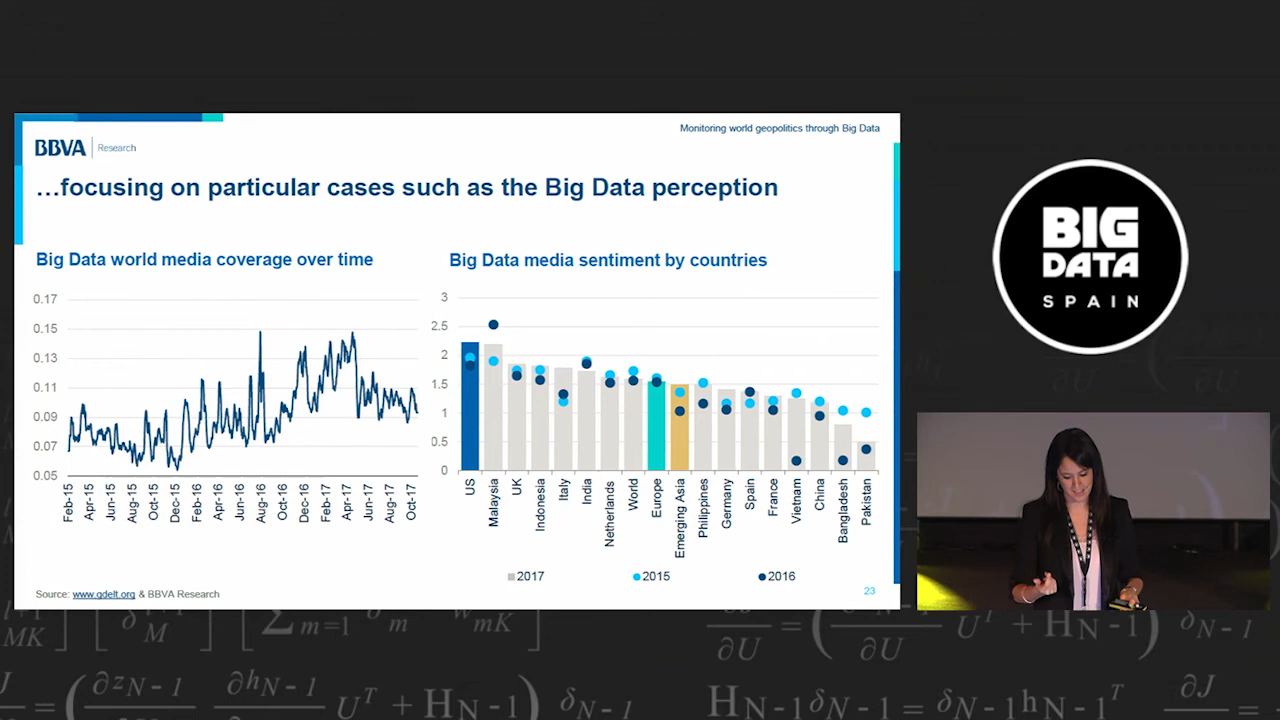 Monitoring world geopolitics through Big Data
BBVA Research
…focusing on particular cases such as the Big Data perception
Big Data world media coverage over time
0.17
0.15
0.13
0.11
0.09
0.07
0.05
Feb-15
Apr-15
Jun-15
Aug-15
Oct-15
Dec-15
Feb-16
Apr-16
Jun-16
Aug-16
Oct-16
Dec-16
Feb-17
Apr-17
Jun-17
Aug-17
Oct-17
Big Data media sentiment by countries
3
2.5
2
1.5
1
0.5
0
US
Malaysia
UK
Indonesia
Italy
India
Netherlands
World
Europe
Emerging Asia
Philippines
Germany
Spain
France
Vietnam
China
Bangladesh
Pakistan
2017
2015
2016
Source: www.gdelt.org & BBVA Research
23
BIG
DATA
SPAIN